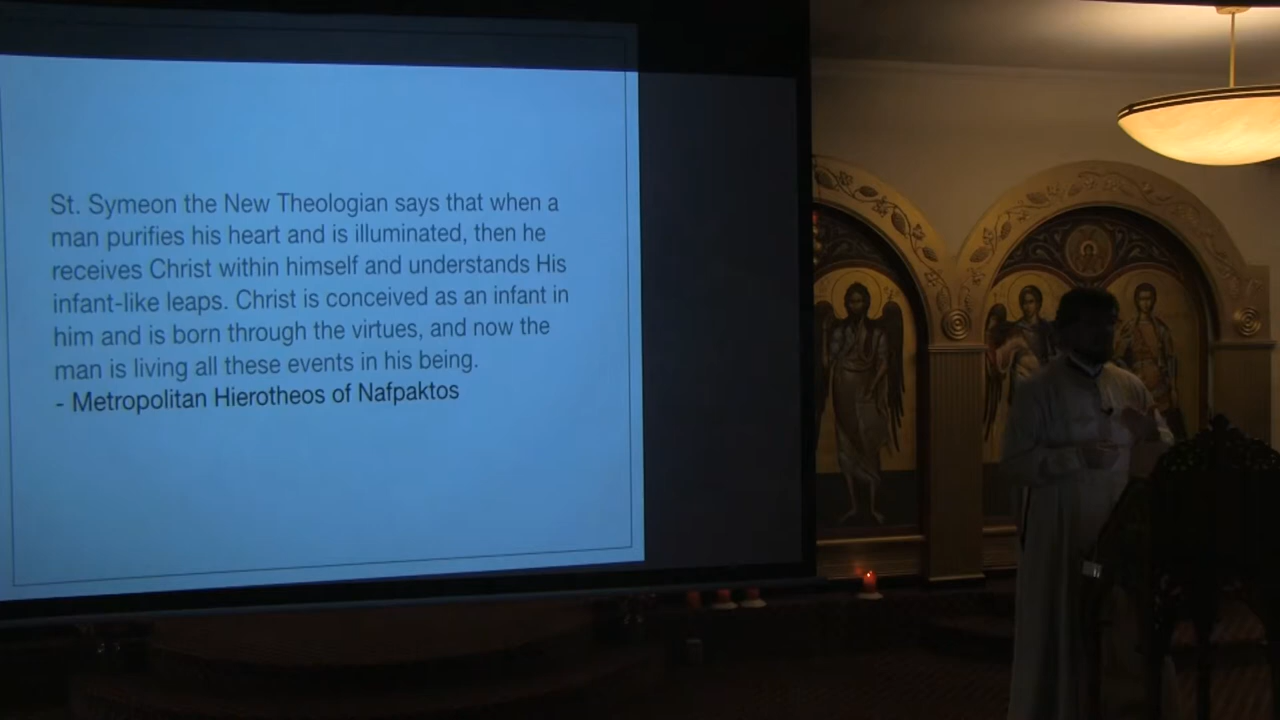 St. Symeon the New Theologian says that when a
man purifies his heart and is illuminated, then he
receives Christ within himself and understands His
infant-like leaps. Christ is conceived as an infant in
him and is born through the virtues, and now the
man is living all these events in his being.
- Metropolitan Hierotheos of Nafpaktos